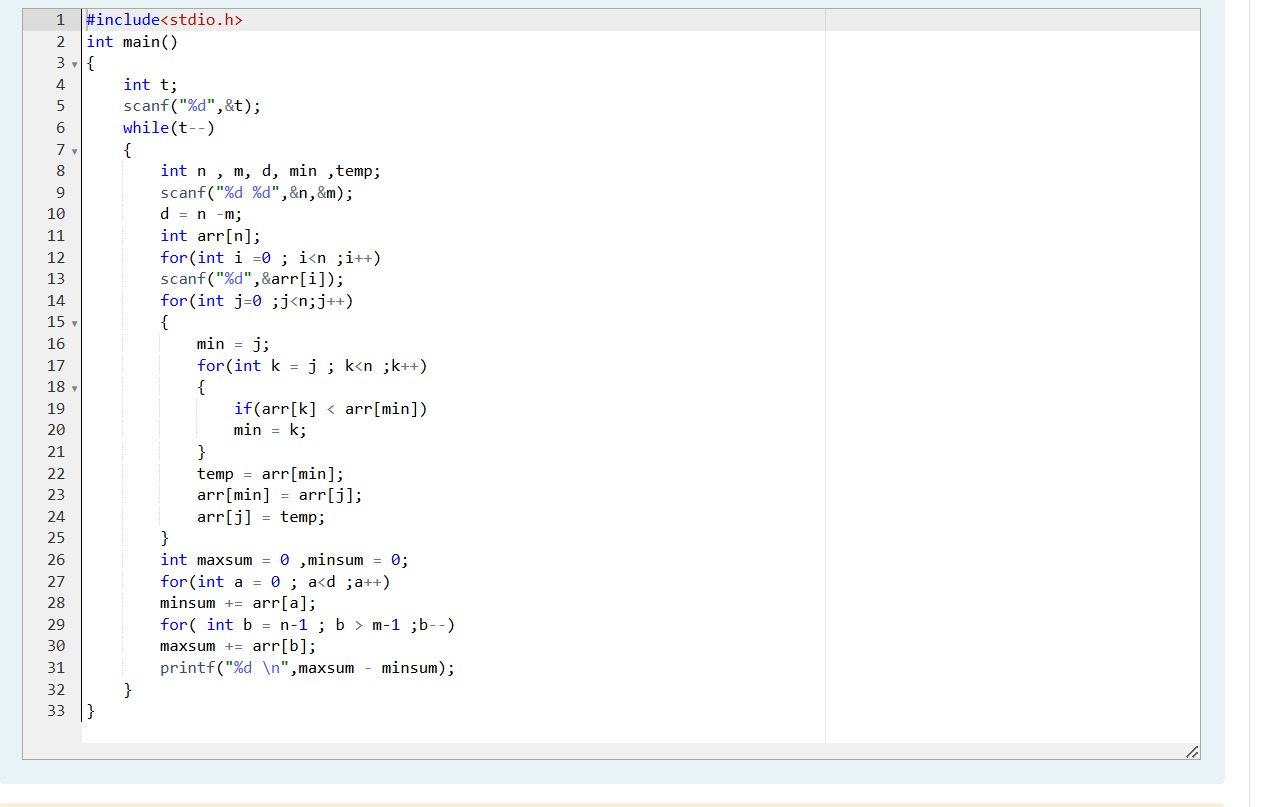 1 #include<stdio.h>
2 int main()
3 {
4     int t;
5     scanf("%d",&t);
6     while(t--)
7     {
8         int n , m, d, min ,temp;
9         scanf("%d %d",&n,&m);
10         d = n -m;
11         int arr[n];
12         for(int i =0 ; i<n ;i++)
13         scanf("%d",&arr[i]);
14         for(int j=0 ;j<n;j++)
15         {
16             min = j;
17             for(int k = j ; k<n ;k++)
18             {
19                 if(arr[k] < arr[min])
20                 min = k;
21             }
22             temp = arr[min];
23             arr[min] = arr[j];
24             arr[j] = temp;
25         }
26         int maxsum = 0 ,minsum = 0;
27         for(int a = 0 ; a<d ;a++)
28         minsum += arr[a];
29         for( int b = n-1 ; b > m-1 ;b--)
30         maxsum += arr[b];
31         printf("%d \n",maxsum - minsum);
32     }
33 }